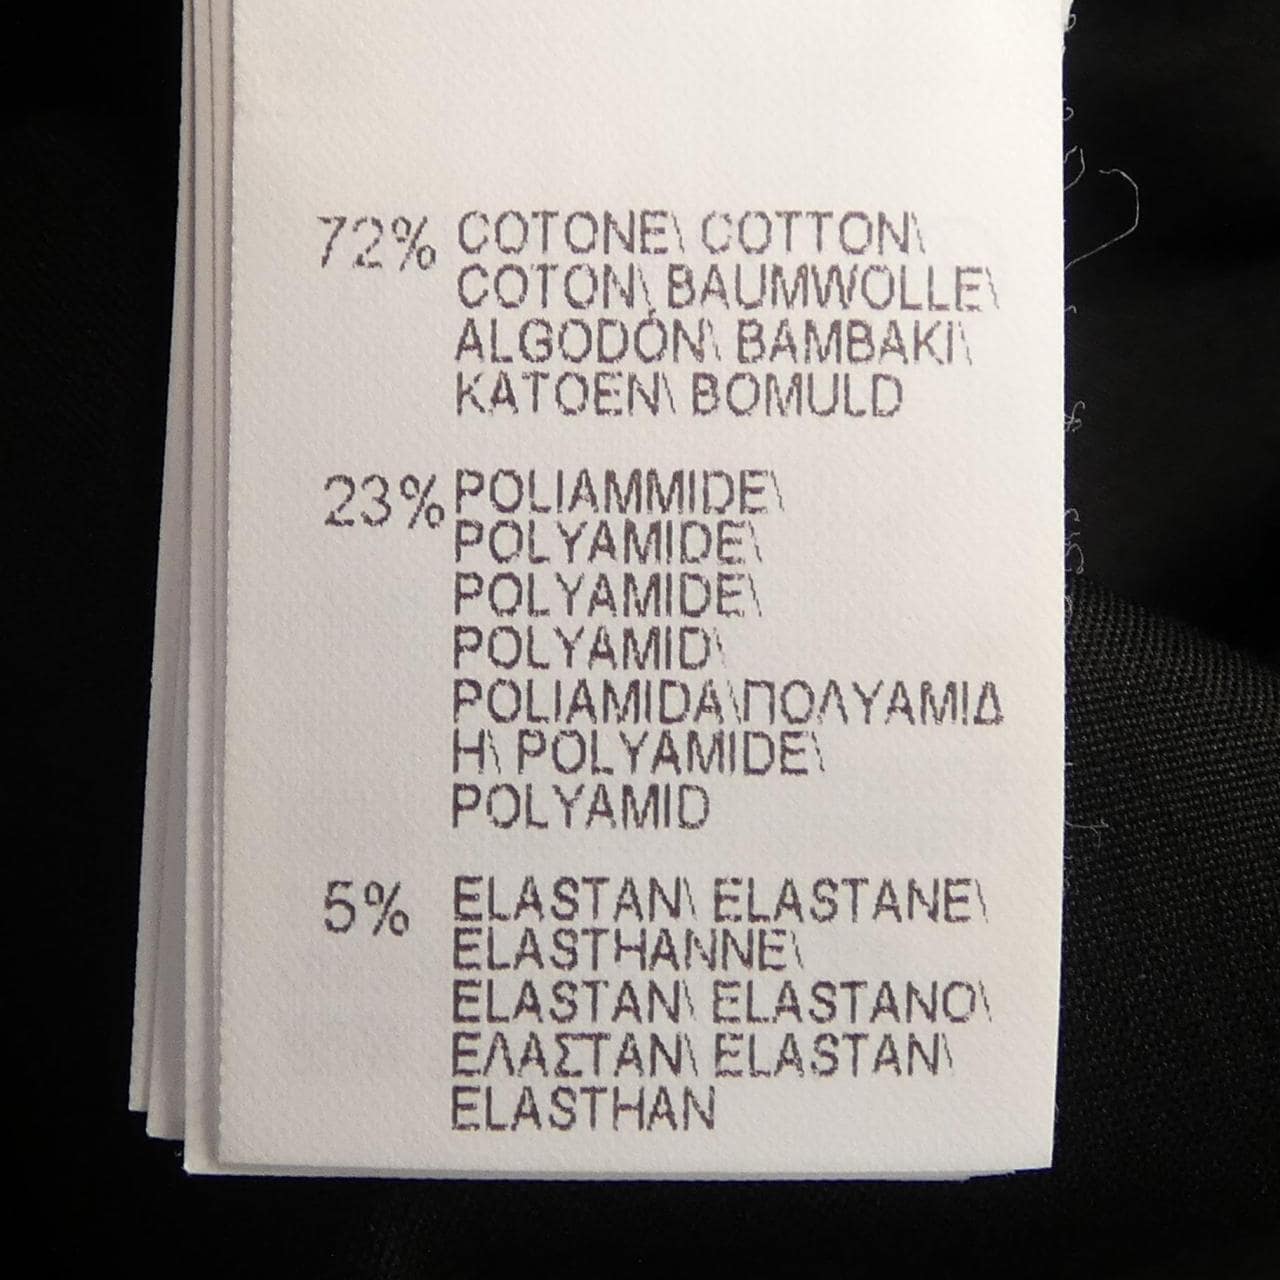 72% COTONE\ COTTON\
COTON\ BAUMWOLLE\
ALGODÓN\ BAMBAKI\
KATOEN\ BOMULD
23% POLIAMMIDE\
POLYAMIDE\
POLYAMIDE\
POLYAMID\
POLIAMIDA\ΠΟΛΥΑΜΙΔ
Η\ POLYAMIDE\
POLYAMID
5% ELASTAN\ ELASTANE\
ELASTHANNE\
ELASTAN\ ELASTANO\
ΕΛΑΣΤΑΝ\ ELASTAN\
ELASTHAN